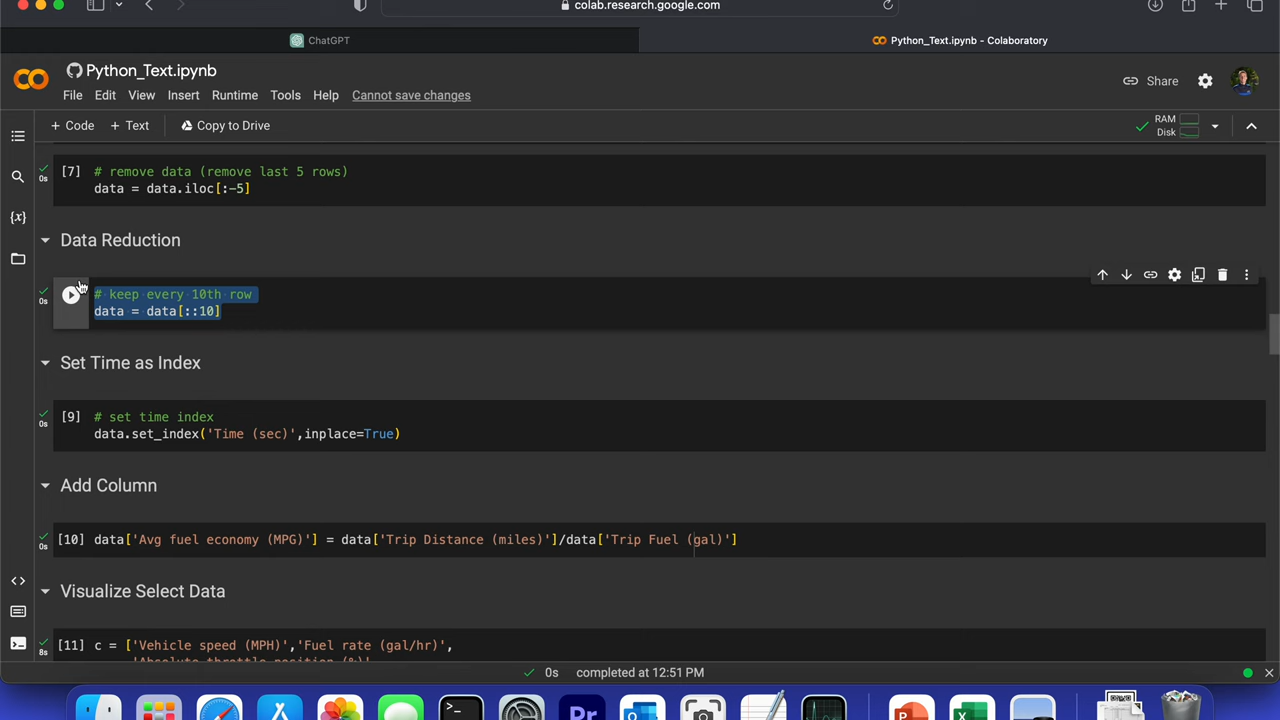 colab.research.google.com
ChatGPT
Python_Text.ipynb - Colaboratory
Python_Text.ipynb
Share
File Edit View Insert Runtime Tools Help Cannot save changes
+ Code + Text Copy to Drive
RAM
Disk
[7] # remove data (remove last 5 rows)
0s data = data.iloc[:-5]
Data Reduction
# keep every 10th row
0s data = data[::10]
Set Time as Index
[9] # set time index
0s data.set_index('Time (sec)',inplace=True)
Add Column
[10] data['Avg fuel economy (MPG)'] = data['Trip Distance (miles)']/data['Trip Fuel (gal)']
0s
Visualize Select Data
[11] c = ['Vehicle speed (MPH)','Fuel rate (gal/hr)',
8s 'Absolute throttle position (%)',
0s completed at 12:51 PM